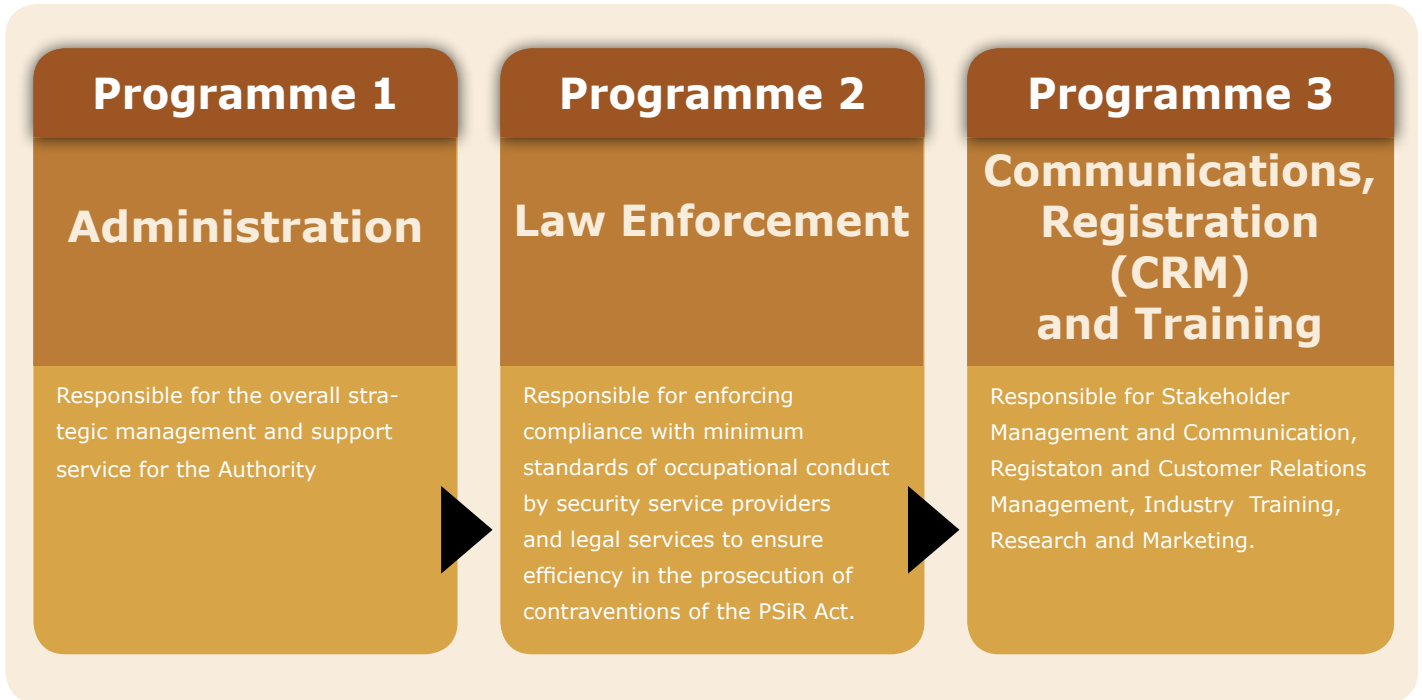 Programme 1
Administration
Responsible for the overall stra-
tegic management and support
service for the Authority
Programme 2
Law Enforcement
Responsible for enforcing
compliance with minimum
standards of occupational conduct
by security service providers
and legal services to ensure
efficiency in the prosecution of
contraventions of the PSiR Act.
Programme 3
Communications,
Registration
(CRM)
and Training
Responsible for Stakeholder
Management and Communication,
Registaton and Customer Relations
Management, Industry  Training,
Research and Marketing.